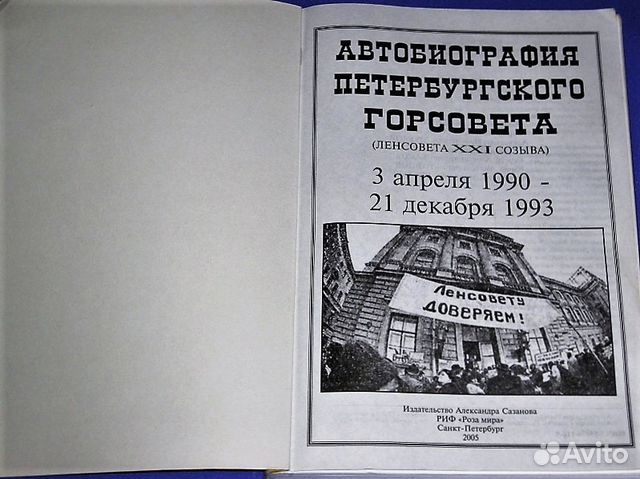 АВТОБИОГРАФИЯ
ПЕТЕРБУРГСКОГО
ГОРСОВЕТА
(ЛЕНСОВЕТА XXI СОЗЫВА)
3 апреля 1990 -
21 декабря 1993
Ленсовету
ДОВЕРЯЕМ!
Издательство Александра Сазанова
РИФ «Роза мира»
Санкт-Петербург
2005
Avito